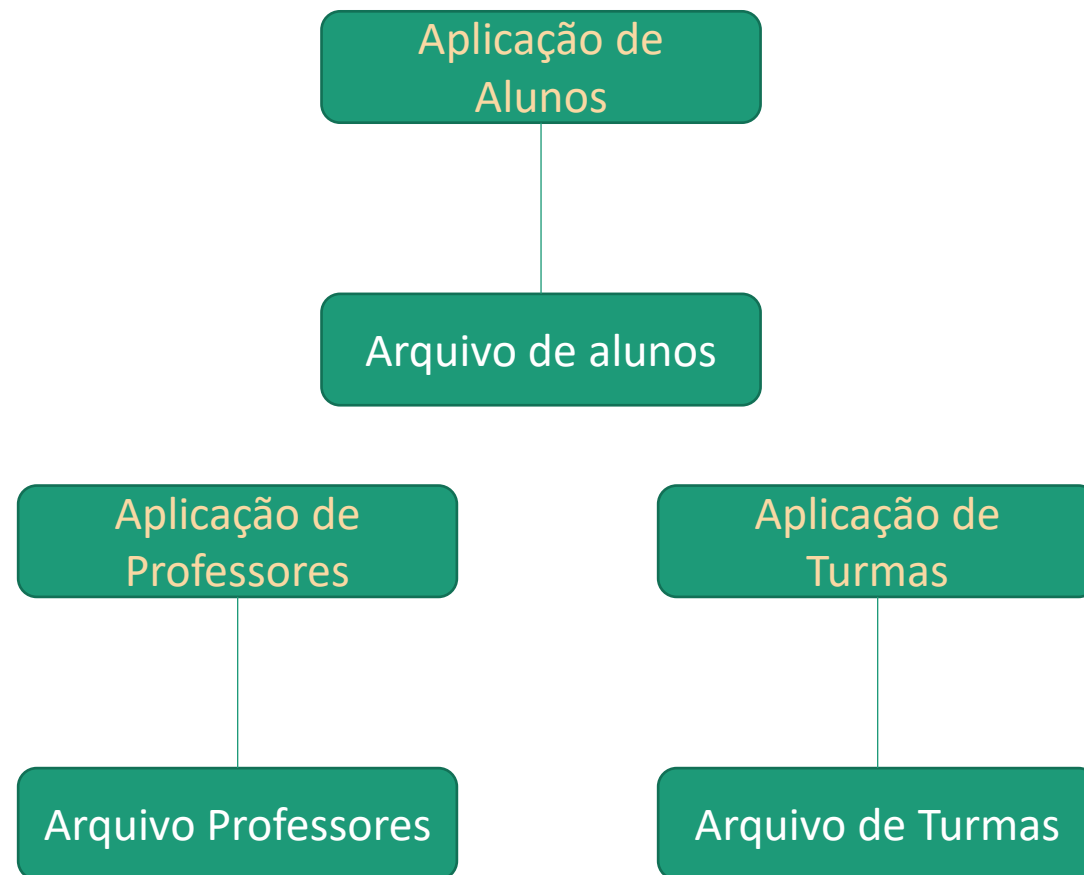 Aplicação de
Alunos
Arquivo de alunos
Aplicação de
Professores
Aplicação de
Turmas
Arquivo Professores
Arquivo de Turmas